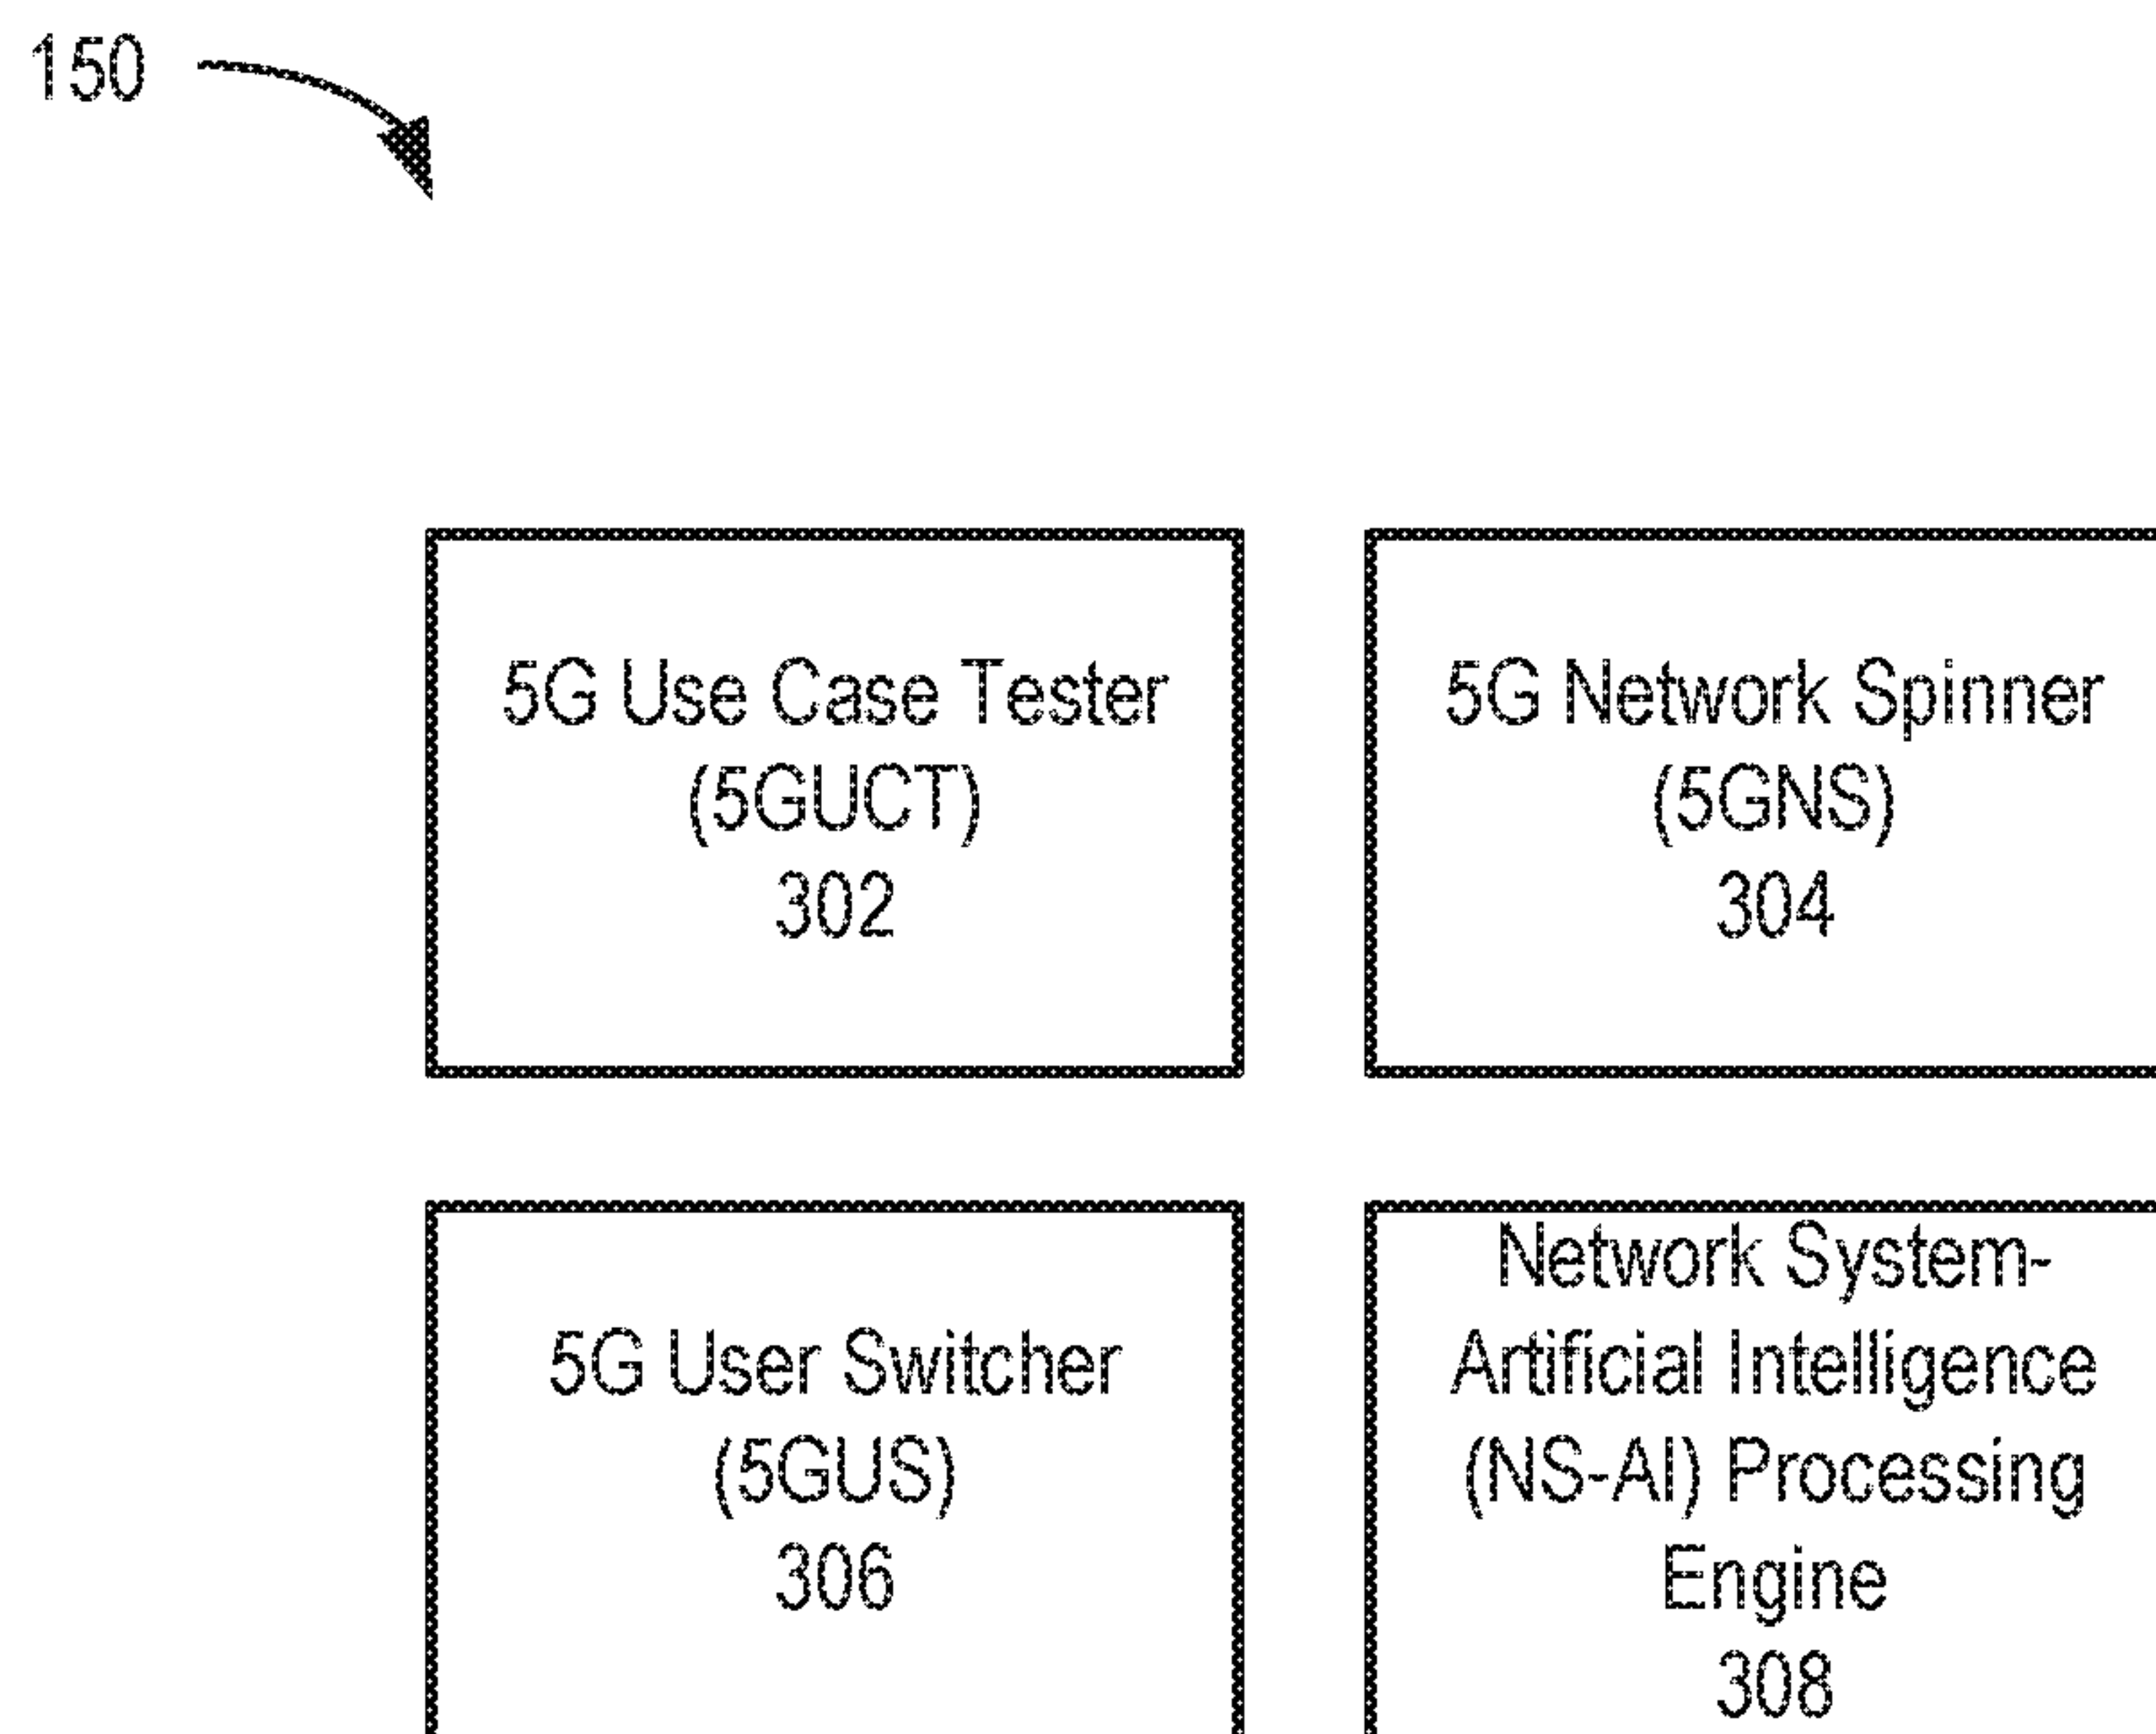 150
5G Use Case Tester
(5GUCT)
302
5G Network Spinner
(5GNS)
304
5G User Switcher
(5GUS)
306
Network System-
Artificial Intelligence
(NS-AI) Processing
Engine
308